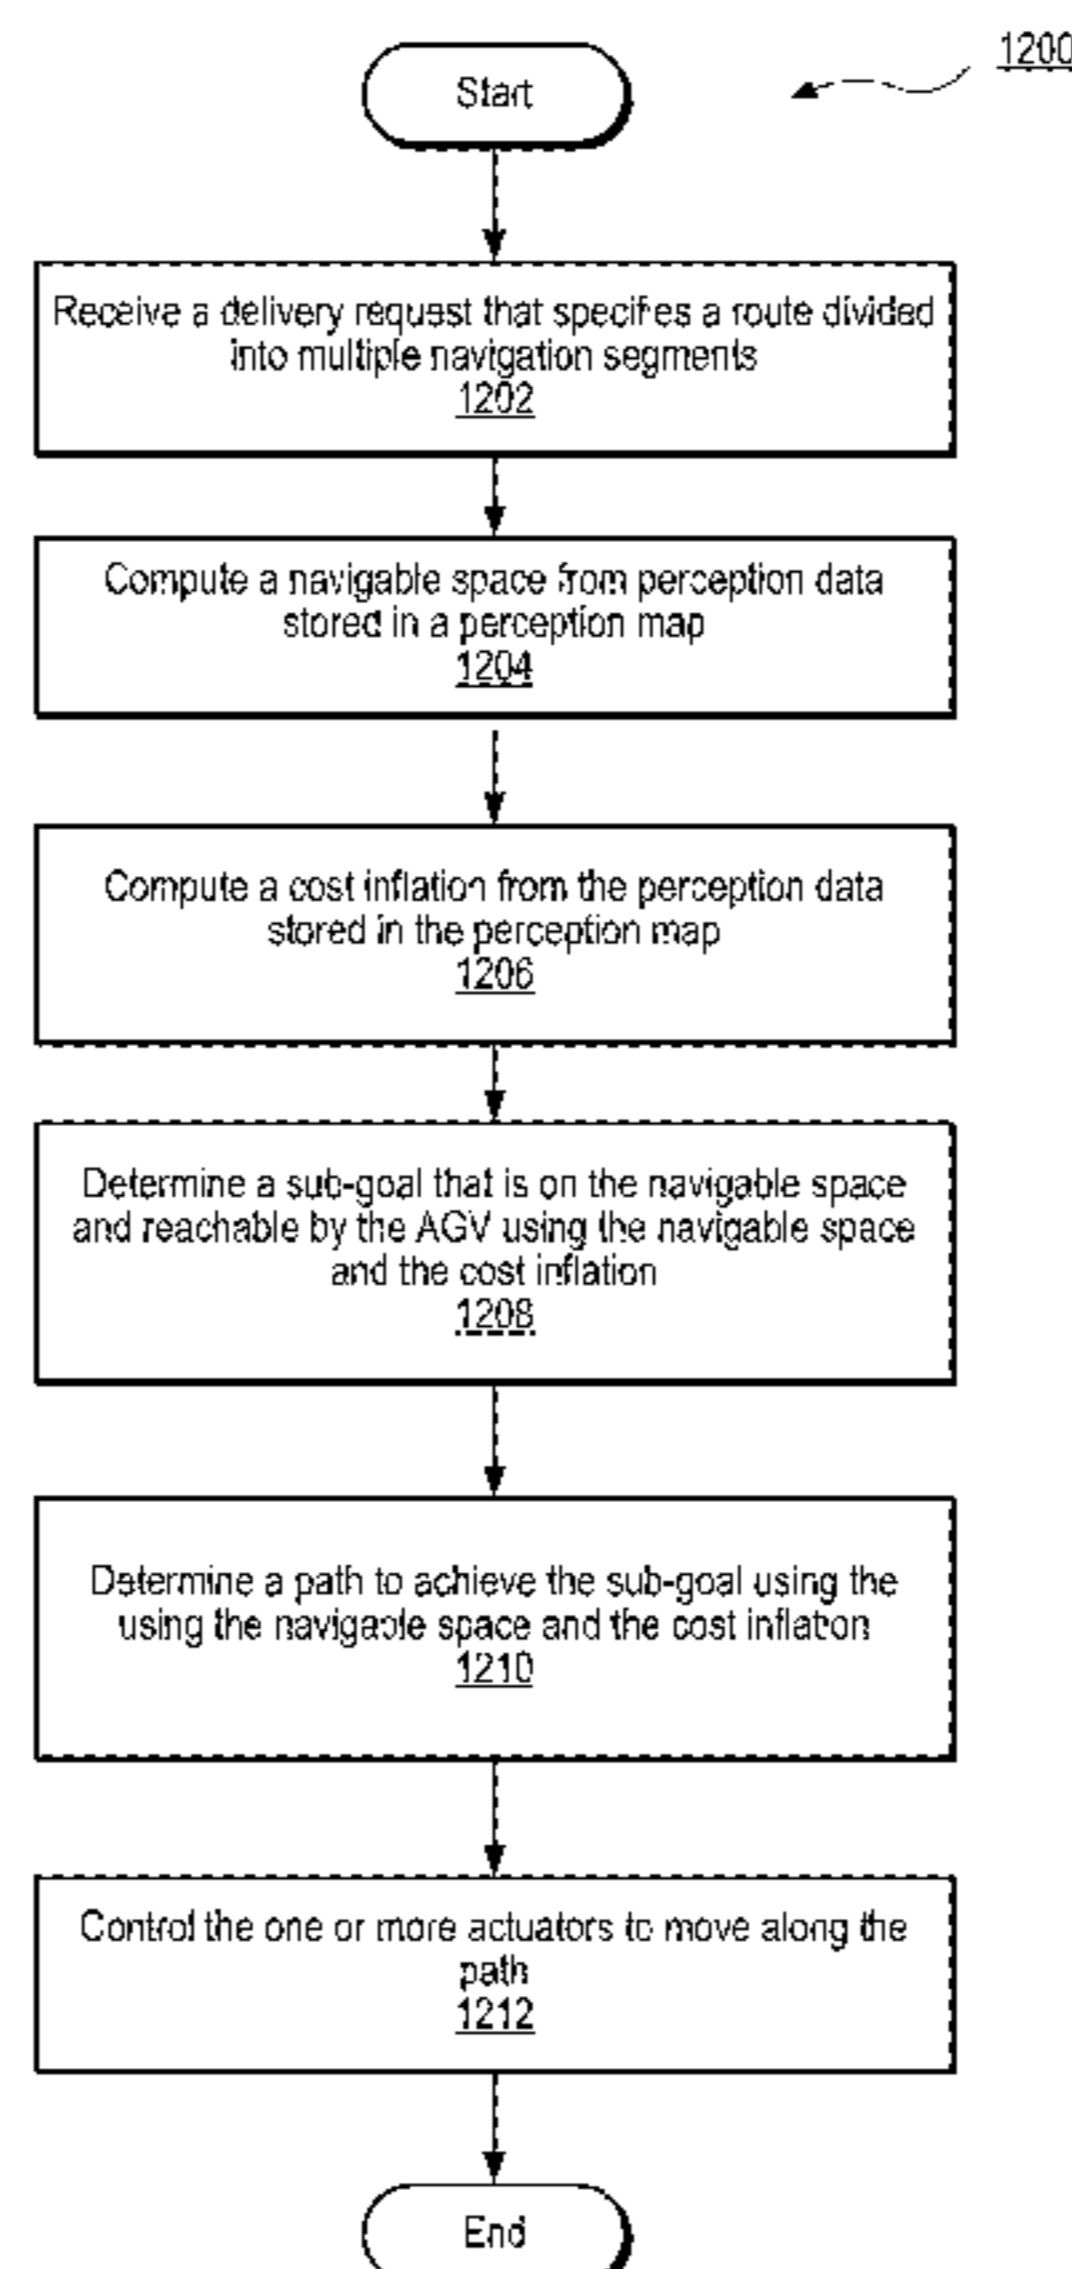 1200
Start
Receive a delivery request that specifies a route divided
into multiple navigation segments
1202
Compute a navigable space from perception data
stored in a perception map
1204
Compute a cost inflation from the perception data
stored in the perception map
1206
Determine a sub-goal that is on the navigable space
and reachable by the AGV using the navigable space
and the cost inflation
1208
Determine a path to achieve the sub-goal using the
using the navigable space and the cost inflation
1210
Control the one or more actuators to move along the
path
1212
End